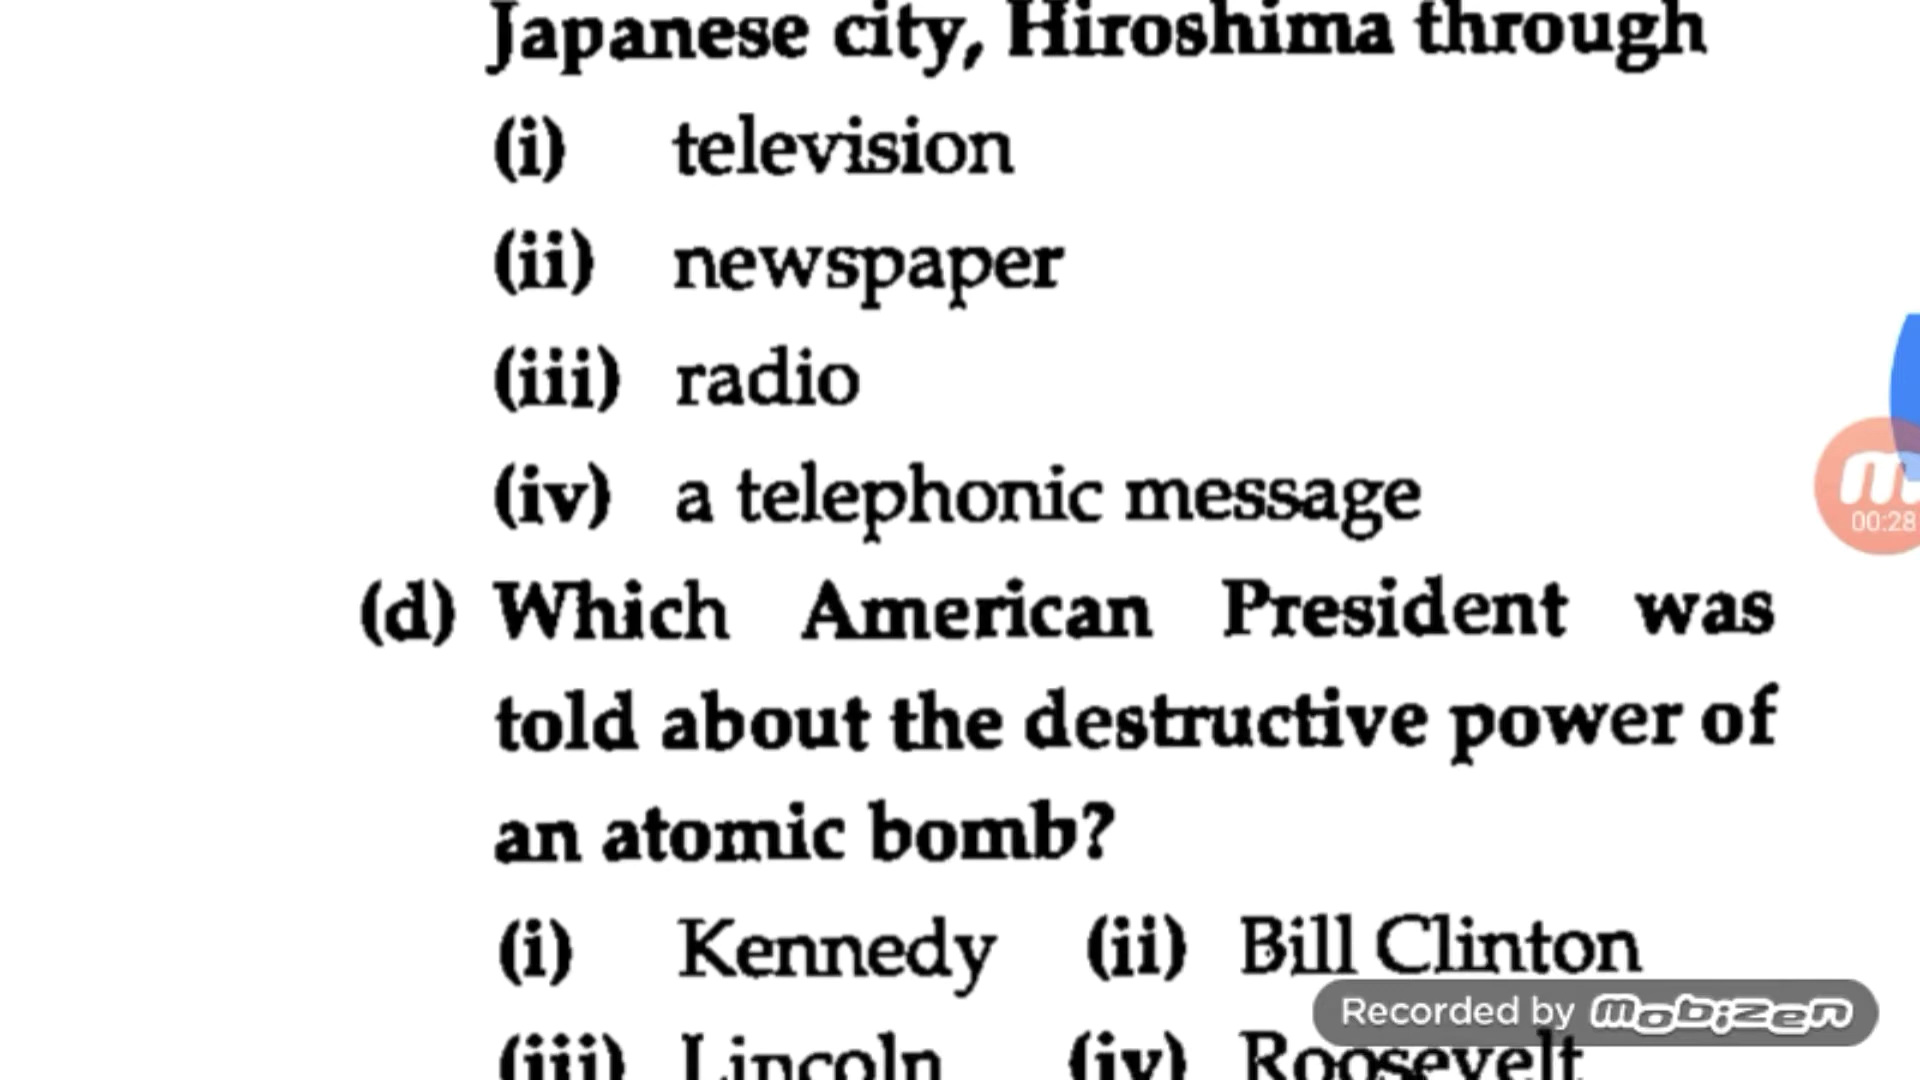 Japanese city, Hiroshima through
(i) television
(ii) newspaper
(iii) radio
(iv) a telephonic message
(d) Which American President was
told about the destructive power of
an atomic bomb?
(i) Kennedy (ii) Bill Clinton
(iii) Lincoln (iv) Roosevelt
m
00:28
Recorded by mobizen